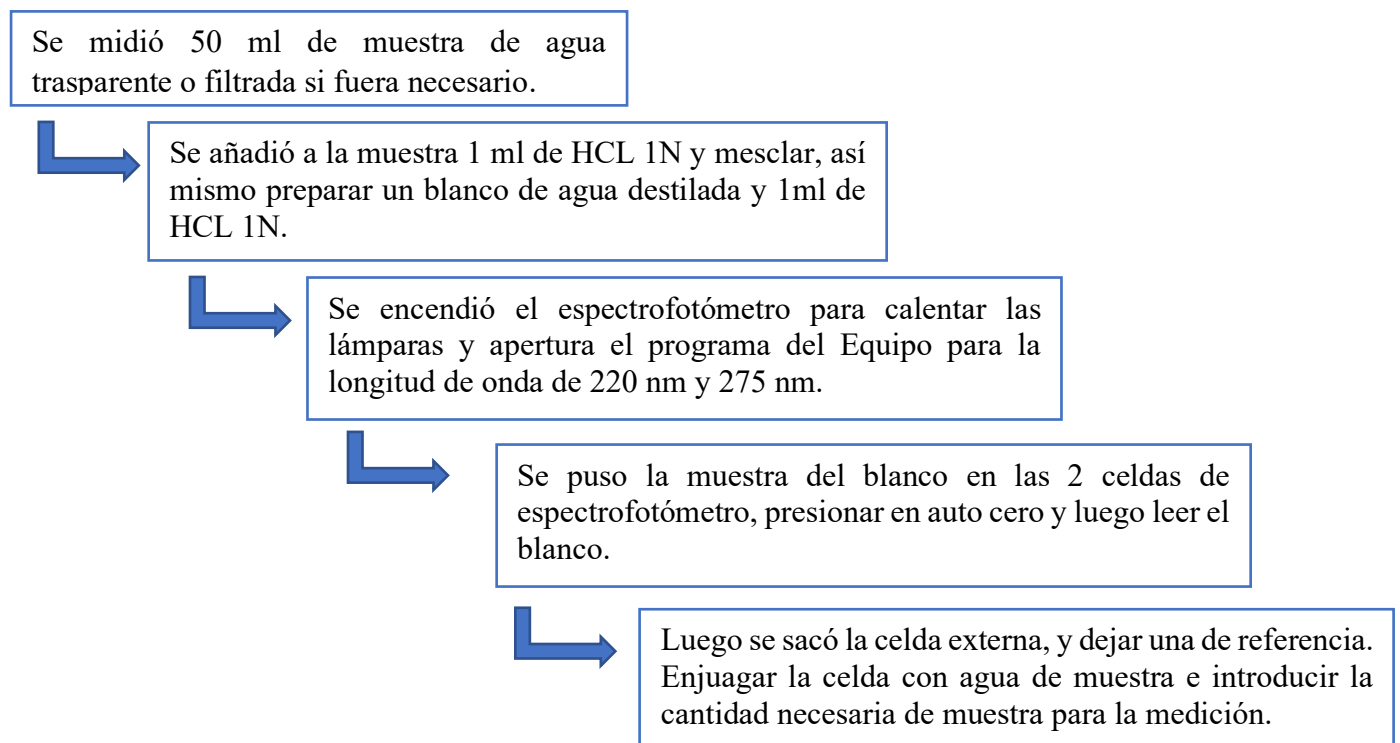 Se midió 50 ml de muestra de agua
trasparente o filtrada si fuera necesario.
Se añadió a la muestra 1 ml de HCL 1N y mesclar, así
mismo preparar un blanco de agua destilada y 1ml de
HCL 1N.
Se encendió el espectrofotómetro para calentar las
lámparas y apertura el programa del Equipo para la
longitud de onda de 220 nm y 275 nm.
Se puso la muestra del blanco en las 2 celdas de
espectrofotómetro, presionar en auto cero y luego leer el
blanco.
Luego se sacó la celda externa, y dejar una de referencia.
Enjuagar la celda con agua de muestra e introducir la
cantidad necesaria de muestra para la medición.